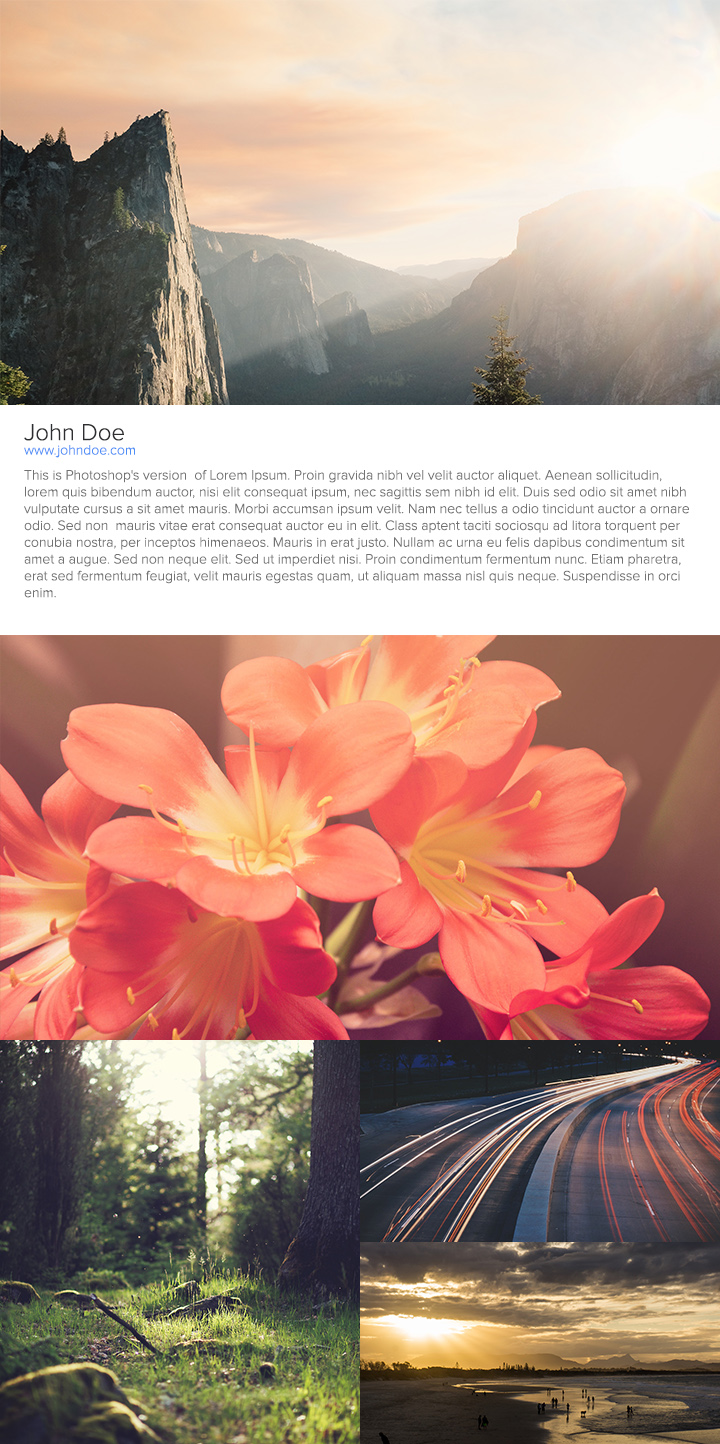 John Doe
www.johndoe.com
This is Photoshop's version  of Lorem Ipsum. Proin gravida nibh vel velit auctor aliquet. Aenean sollicitudin,
lorem quis bibendum auctor, nisi elit consequat ipsum, nec sagittis sem nibh id elit. Duis sed odio sit amet nibh
vulputate cursus a sit amet mauris. Morbi accumsan ipsum velit. Nam nec tellus a odio tincidunt auctor a ornare
odio. Sed non  mauris vitae erat consequat auctor eu in elit. Class aptent taciti sociosqu ad litora torquent per
conubia nostra, per inceptos himenaeos. Mauris in erat justo. Nullam ac urna eu felis dapibus condimentum sit
amet a augue. Sed non neque elit. Sed ut imperdiet nisi. Proin condimentum fermentum nunc. Etiam pharetra,
erat sed fermentum feugiat, velit mauris egestas quam, ut aliquam massa nisl quis neque. Suspendisse in orci
enim.